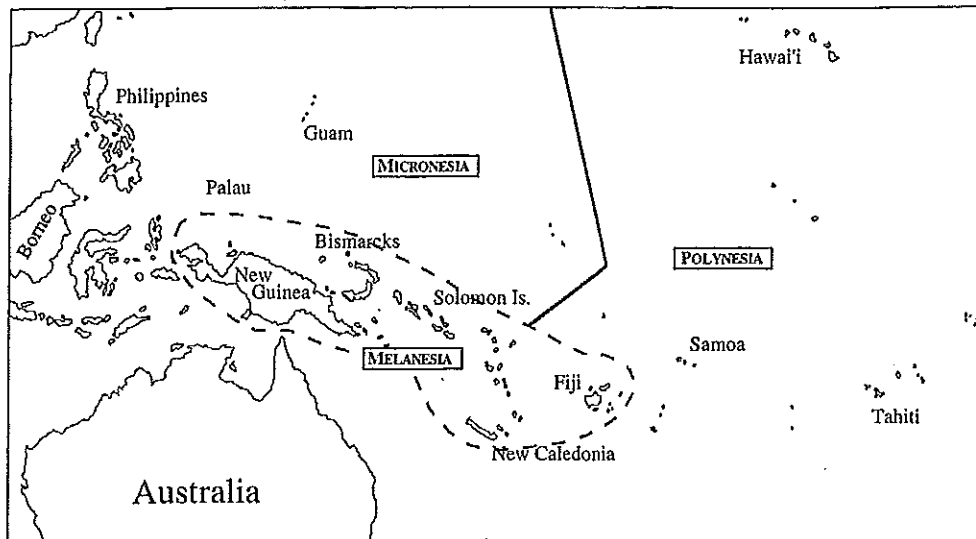 Hawai'i
Philippines
Guam
MICRONESIA
Palau
Borneo
Bismarcks
POLYNESIA
New
Guinea
Solomon Is.
Samoa
MELANESIA
Fiji
Tahiti
New Caledonia
Australia